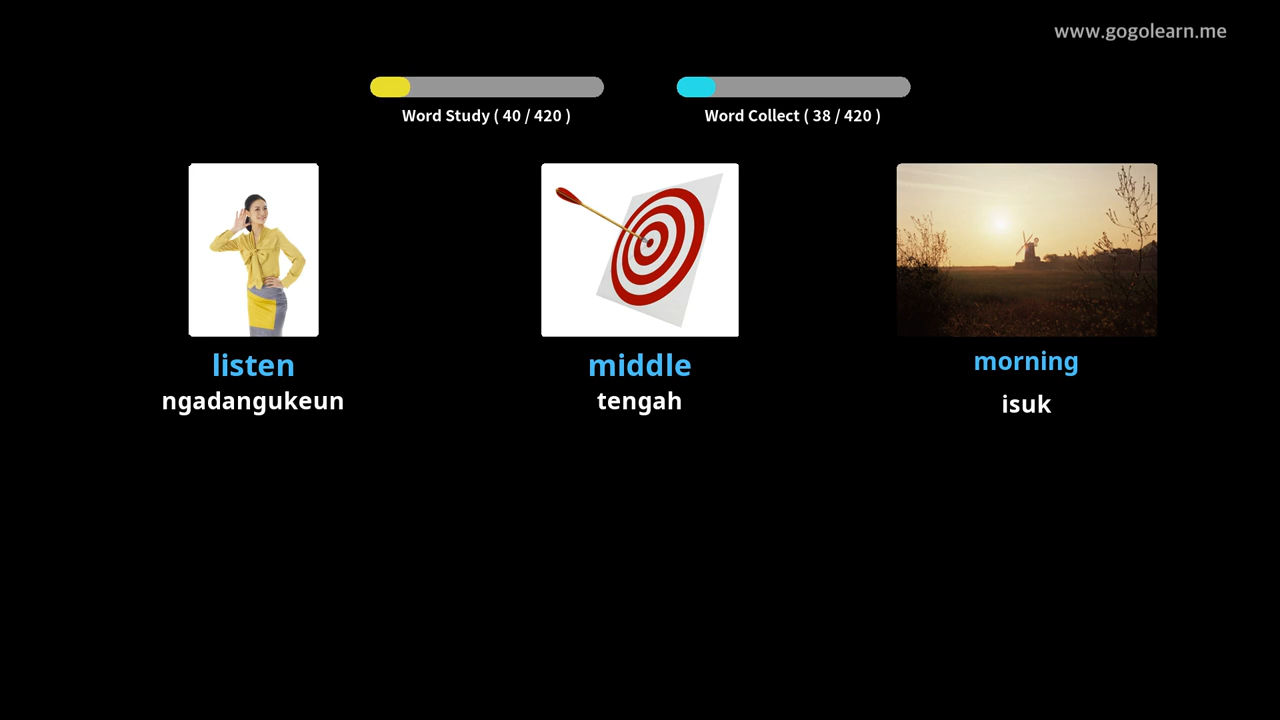 www.gogolearn.me
Word Study ( 40 / 420 )
Word Collect ( 38 / 420 )
listen
ngadangukeun
middle
tengah
morning
isuk